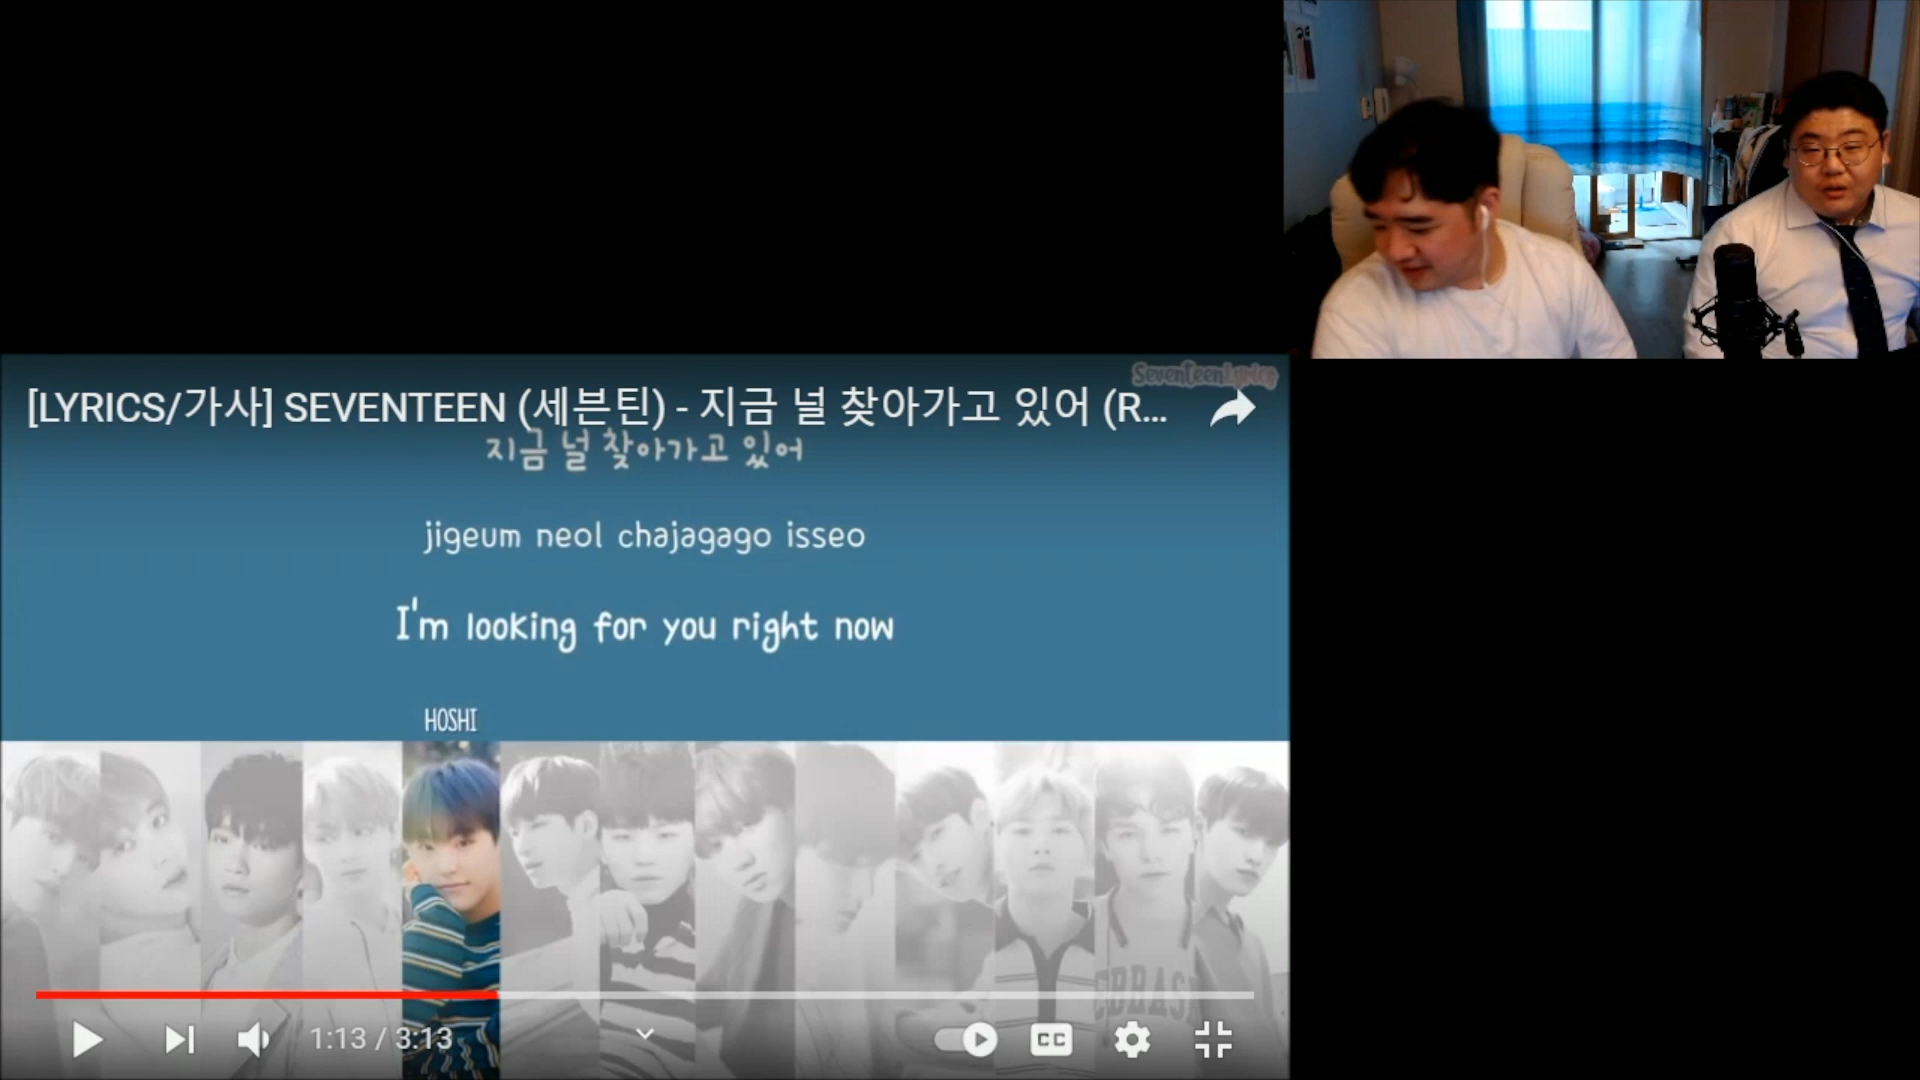 SeventeenLyrics
[LYRICS/가사] SEVENTEEN (세븐틴) - 지금 널 찾아가고 있어 (R...
지금 널 찾아가고 있어
jigeum neol chajagago isseo
I'm looking for you right now
HOSHI
1:13 / 3:13
CC